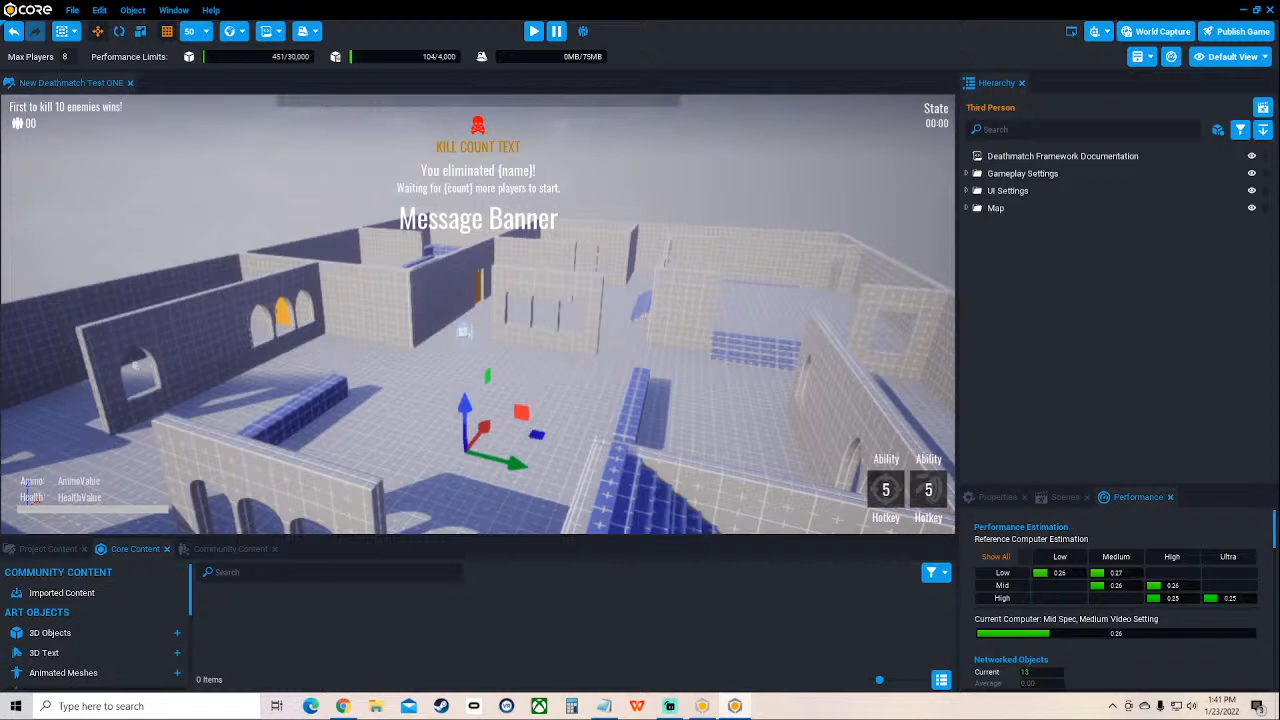 CORE File Edit Object Window Help
50 World Capture Publish Game
Max Players 8 Performance Limits: 451/30,000 104/4,000 0MB/75MB Default View
New Deathmatch Test ONE
Hierarchy
First to kill 10 enemies wins!
00
State
00:00
KILL COUNT TEXT
You eliminated {name}!
Waiting for {count} more players to start.
Message Banner
Ammo AmmoValue
Health HealthValue
Ability Ability
5 5
Hotkey Hotkey
Third Person
Search
Deathmatch Framework Documentation
Gameplay Settings
UI Settings
Map
Properties Scenes Performance
Performance Estimation
Reference Computer Estimation
Show All Low Medium High Ultra
Low 0.26 0.27
Mid 0.26 0.26
High 0.25 0.25
Current Computer: Mid Spec, Medium Video Setting
0.26
Networked Objects
Current 13
Average 0.00
Project Content Core Content Community Content
COMMUNITY CONTENT
Imported Content
ART OBJECTS
3D Objects
3D Text
Animated Meshes
Search
0 Items
Type here to search
1:41 PM
1/23/2022